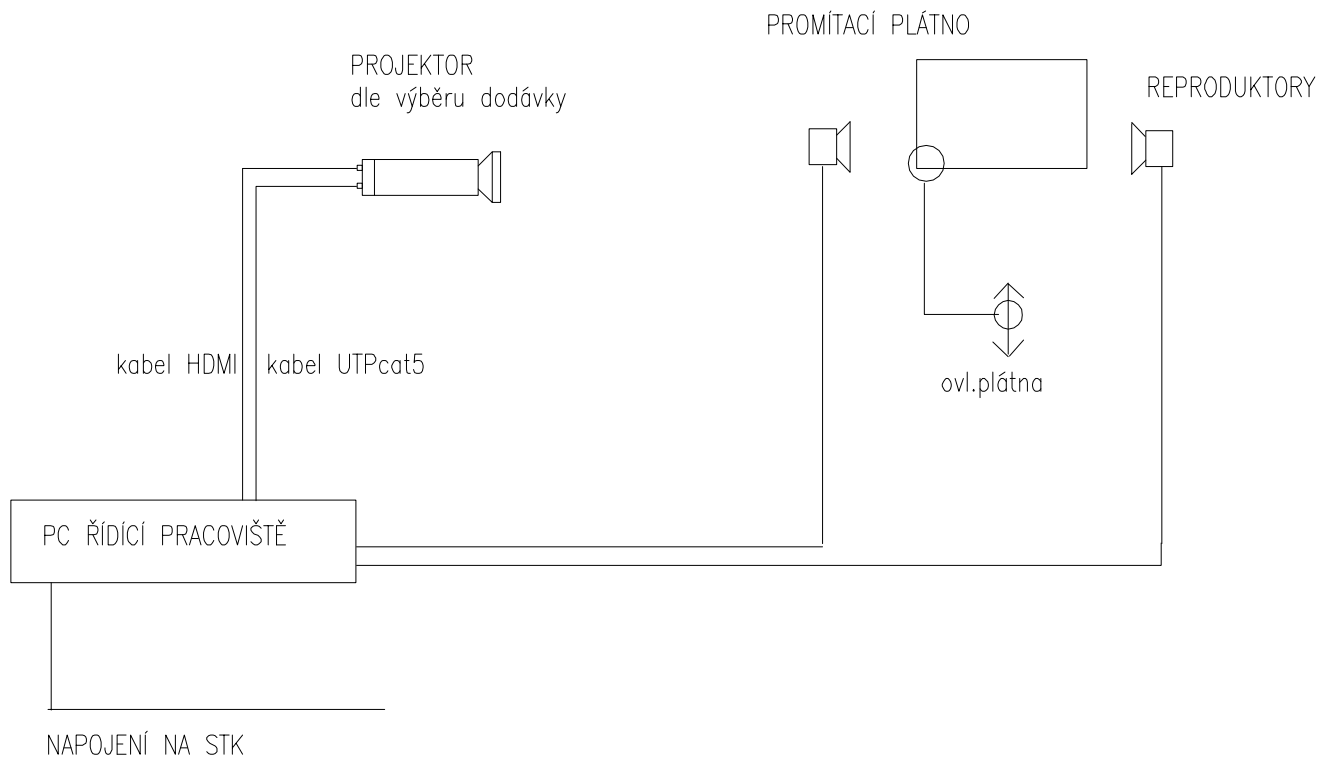 PROMÍTACÍ PLÁTNO
PROJEKTOR
dle výběru dodávky
REPRODUKTORY
kabel HDMI
kabel UTPcat5
ovl.plátna
PC ŘÍDÍCÍ PRACOVIŠTĚ
NAPOJENÍ NA STK